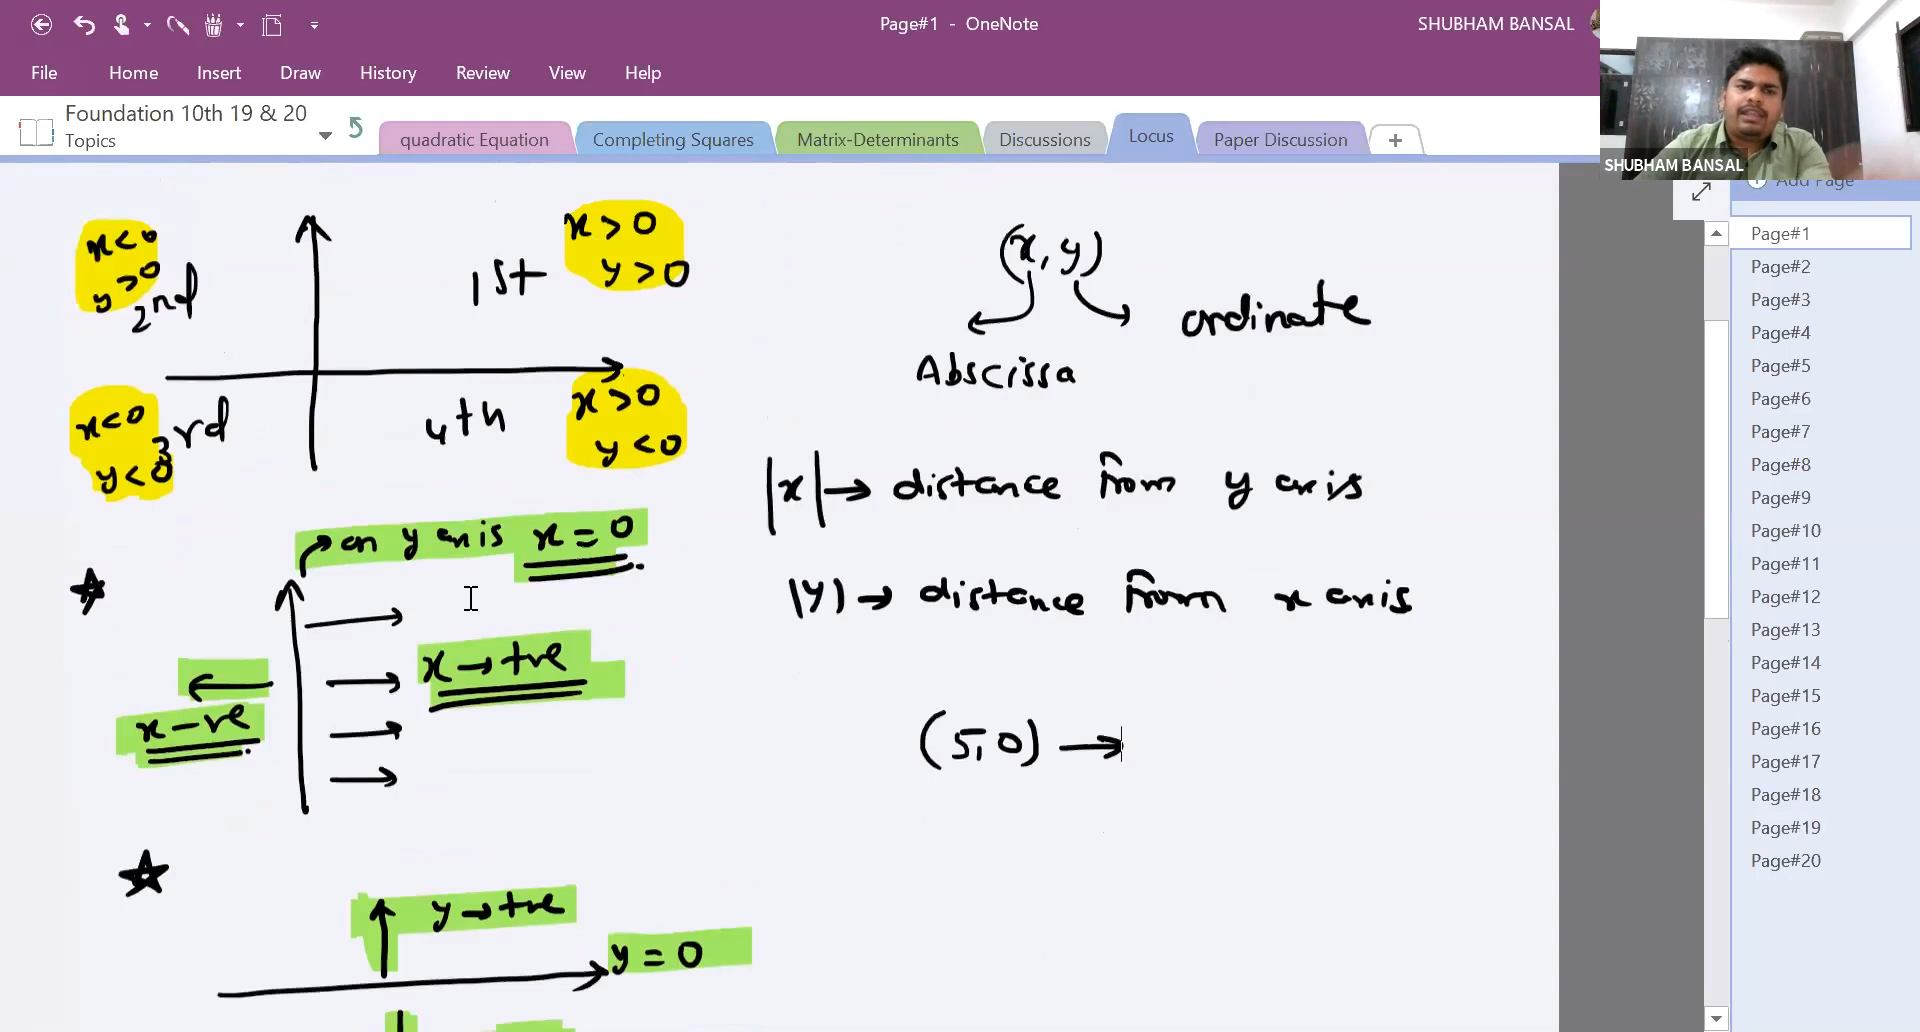 Page#1 - OneNote
SHUBHAM BANSAL
File Home Insert Draw History Review View Help
Foundation 10th 19 & 20
Topics
quadratic Equation
Completing Squares
Matrix-Determinants
Discussions
Locus
Paper Discussion
+
SHUBHAM BANSAL
Add Page
x<0
y>0
2nd
1st
x>0
y>0
x<0
y<0
3rd
4th
x>0
y<0
(x,y)
Abscissa
ordinate
|x| → distance from y axis
|y| → distance from x axis
(5,0) →
on y axis x=0
x → +ve
x -ve
y → +ve
y=0
Page#1
Page#2
Page#3
Page#4
Page#5
Page#6
Page#7
Page#8
Page#9
Page#10
Page#11
Page#12
Page#13
Page#14
Page#15
Page#16
Page#17
Page#18
Page#19
Page#20